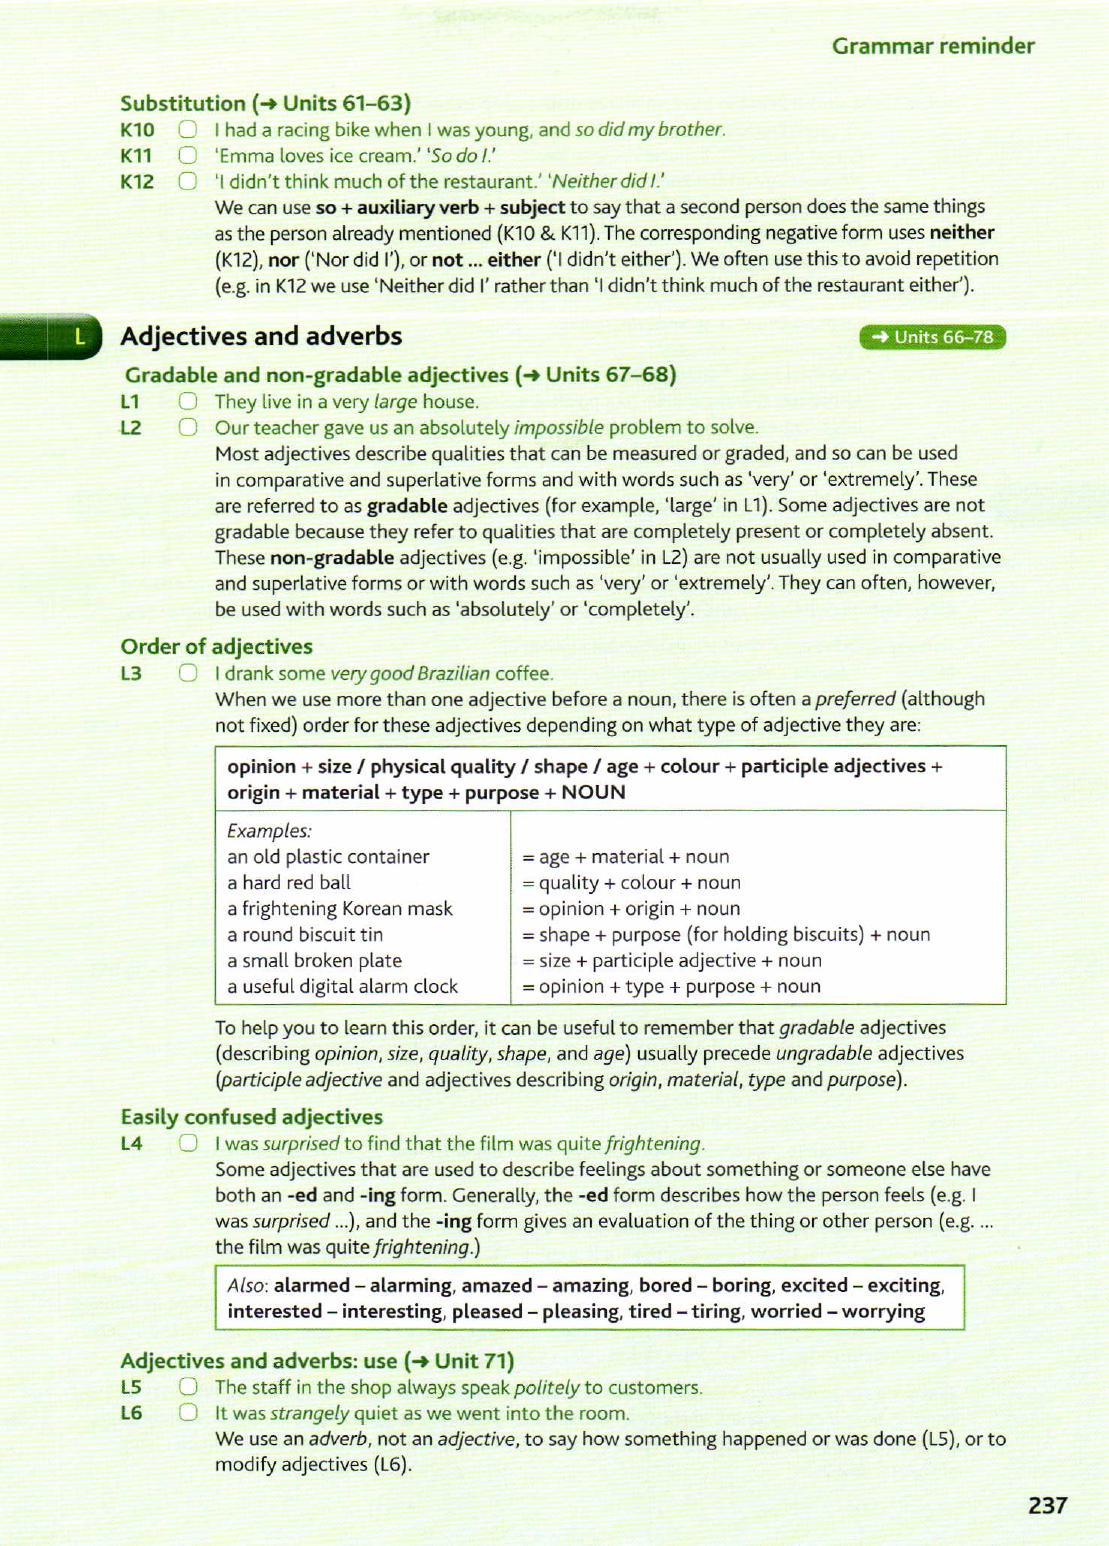 Grammar reminder
Substitution (➜ Units 61–63)
K10 I had a racing bike when I was young, and so did my brother.
K11 ‘Emma loves ice cream.’ ‘So do I.’
K12 ‘I didn't think much of the restaurant.’ ‘Neither did I.’
We can use so + auxiliary verb + subject to say that a second person does the same things
as the person already mentioned (K10 & K11). The corresponding negative form uses neither
(K12), nor (‘Nor did I’), or not ... either (‘I didn't either’). We often use this to avoid repetition
(e.g. in K12 we use ‘Neither did I’ rather than ‘I didn't think much of the restaurant either’).
L Adjectives and adverbs ➜ Units 66–78
Gradable and non-gradable adjectives (➜ Units 67–68)
L1 They live in a very large house.
L2 Our teacher gave us an absolutely impossible problem to solve.
Most adjectives describe qualities that can be measured or graded, and so can be used
in comparative and superlative forms and with words such as ‘very’ or ‘extremely’. These
are referred to as gradable adjectives (for example, ‘large’ in L1). Some adjectives are not
gradable because they refer to qualities that are completely present or completely absent.
These non-gradable adjectives (e.g. ‘impossible’ in L2) are not usually used in comparative
and superlative forms or with words such as ‘very’ or ‘extremely’. They can often, however,
be used with words such as ‘absolutely’ or ‘completely’.
Order of adjectives
L3 I drank some very good Brazilian coffee.
When we use more than one adjective before a noun, there is often a preferred (although
not fixed) order for these adjectives depending on what type of adjective they are:
opinion + size / physical quality / shape / age + colour + participle adjectives +
origin + material + type + purpose + NOUN
Examples:
an old plastic container = age + material + noun
a hard red ball = quality + colour + noun
a frightening Korean mask = opinion + origin + noun
a round biscuit tin = shape + purpose (for holding biscuits) + noun
a small broken plate = size + participle adjective + noun
a useful digital alarm clock = opinion + type + purpose + noun
To help you to learn this order, it can be useful to remember that gradable adjectives
(describing opinion, size, quality, shape, and age) usually precede ungradable adjectives
(participle adjective and adjectives describing origin, material, type and purpose).
Easily confused adjectives
L4 I was surprised to find that the film was quite frightening.
Some adjectives that are used to describe feelings about something or someone else have
both an -ed and -ing form. Generally, the -ed form describes how the person feels (e.g. I
was surprised ...), and the -ing form gives an evaluation of the thing or other person (e.g. ...
the film was quite frightening.)
Also: alarmed – alarming, amazed – amazing, bored – boring, excited – exciting,
interested – interesting, pleased – pleasing, tired – tiring, worried – worrying
Adjectives and adverbs: use (➜ Unit 71)
L5 The staff in the shop always speak politely to customers.
L6 It was strangely quiet as we went into the room.
We use an adverb, not an adjective, to say how something happened or was done (L5), or to
modify adjectives (L6).
237